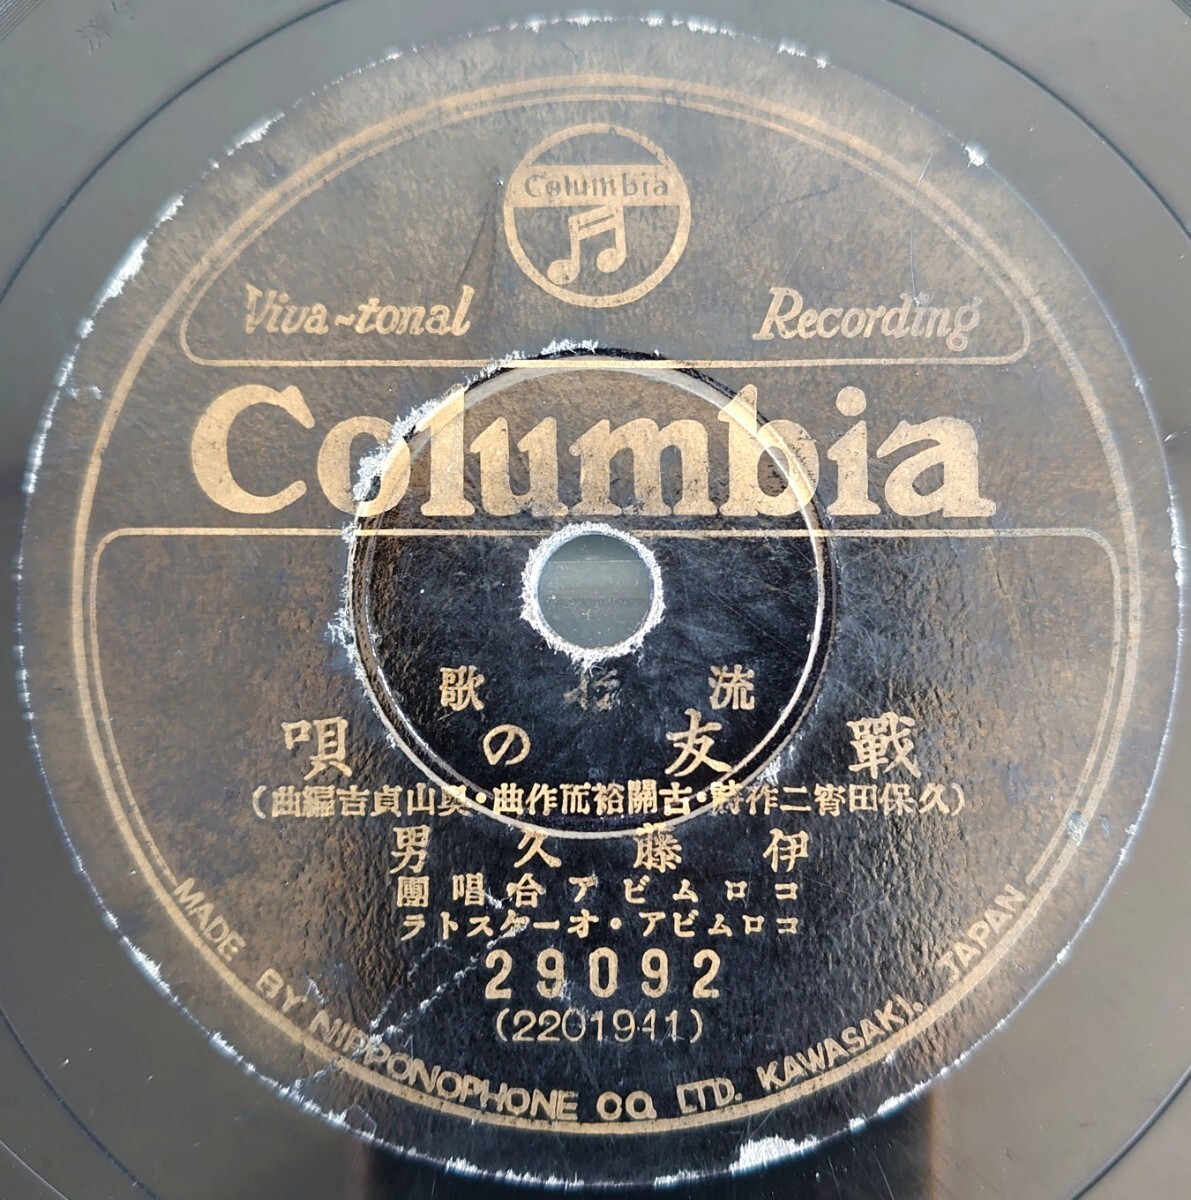 Columbia
Viva-tonal Recording
Columbia
流行歌
戰友の唄
(久保田宵二作詩・古關裕而作曲・奥山貞吉編曲)
伊藤久男
コロムビア合唱團
コロムビア・オーケストラ
29092
(2201941)
MADE BY NIPPONOPHONE CO. LTD. KAWASAKI, JAPAN